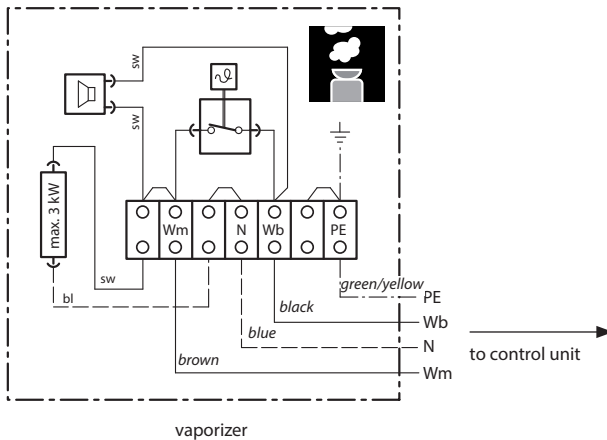 sw
sw
max. 3 kW
Wm
N
Wb
PE
sw
bl
green/yellow
PE
black
Wb
blue
N
to control unit
brown
Wm
vaporizer